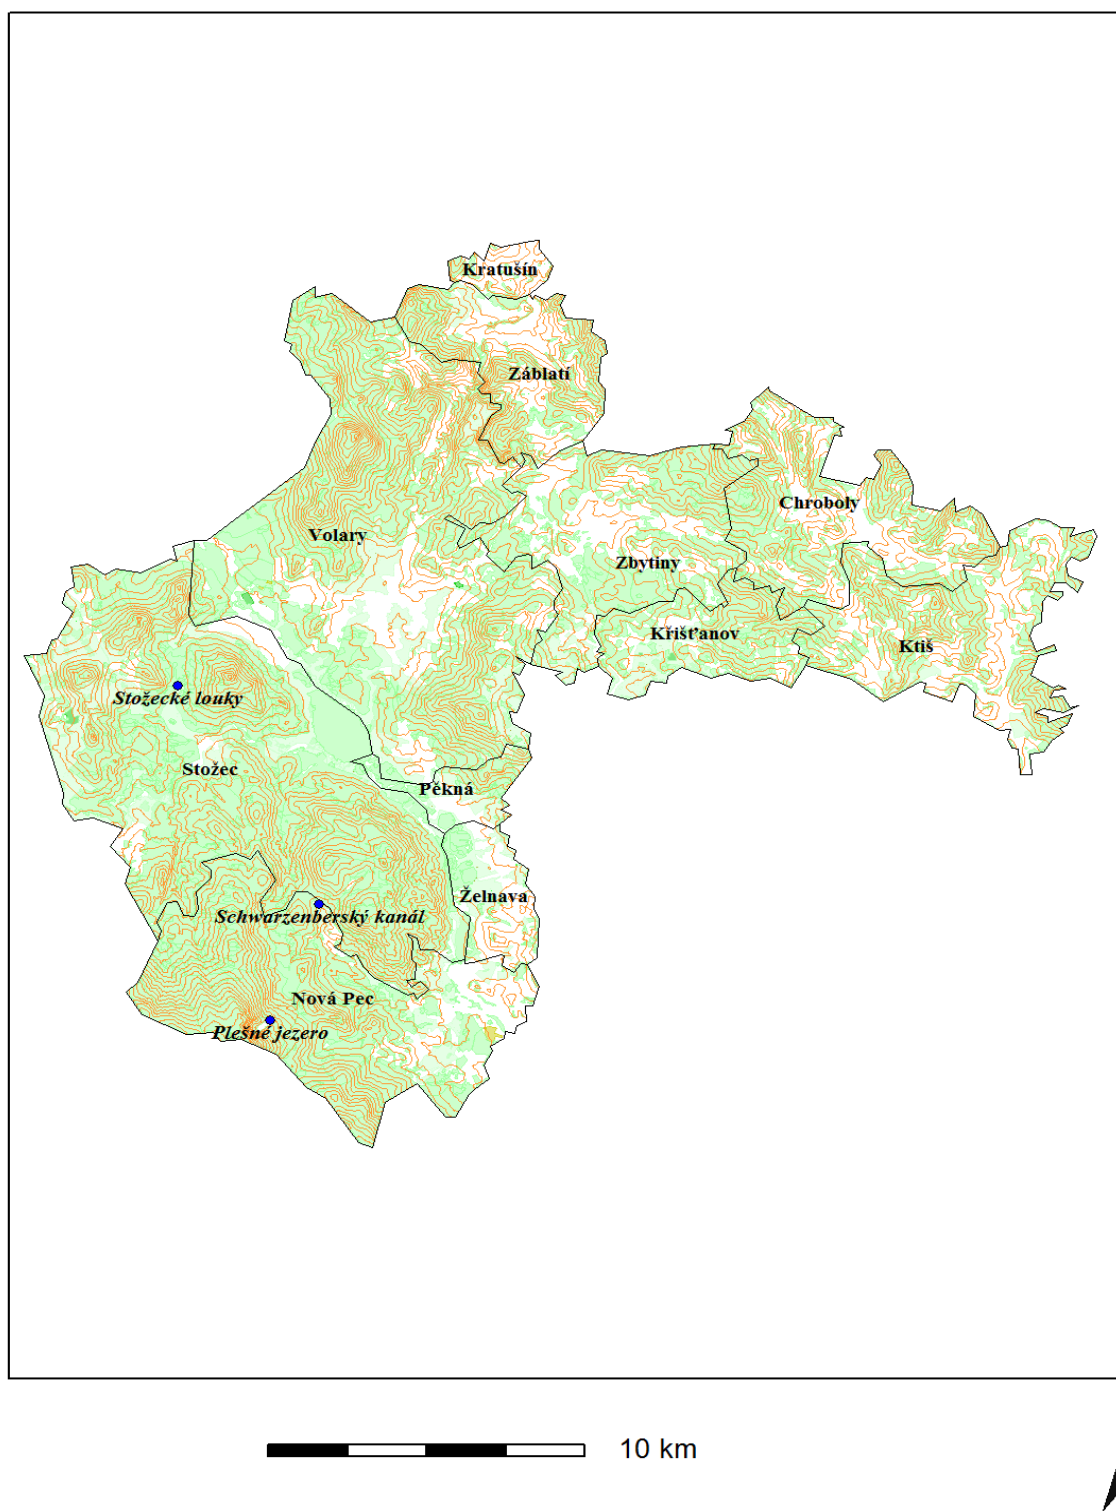 Kratušín
Záblatí
Chroboly
Volary
Zbytiny
Křišťanov
Ktiš
Stožecké louky
Stožec
Pěkná
Želnava
Schwarzenberský kanál
Nová Pec
Plešné jezero
10 km